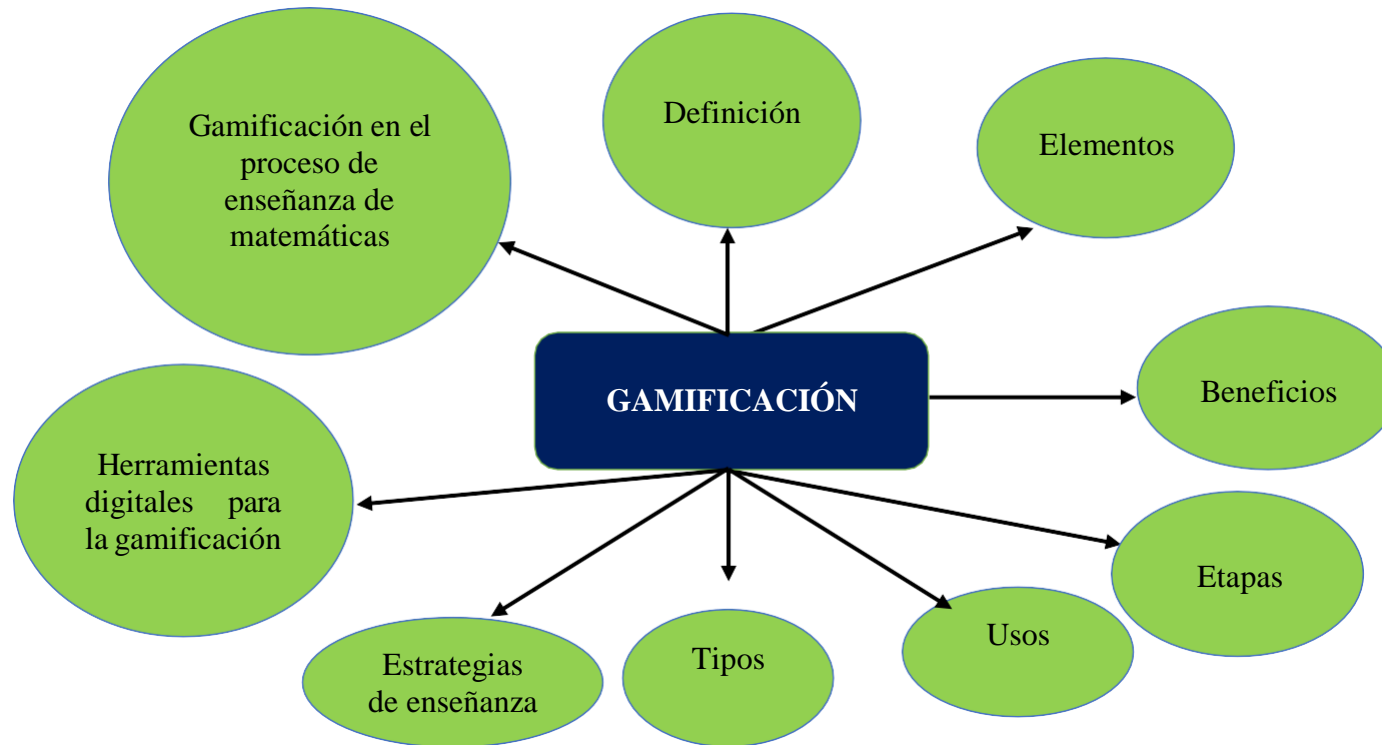 Gamificación en el
proceso de
enseñanza de
matemáticas
Definición
Elementos
GAMIFICACIÓN
Beneficios
Herramientas
digitales para
la gamificación
Etapas
Usos
Tipos
Estrategias
de enseñanza